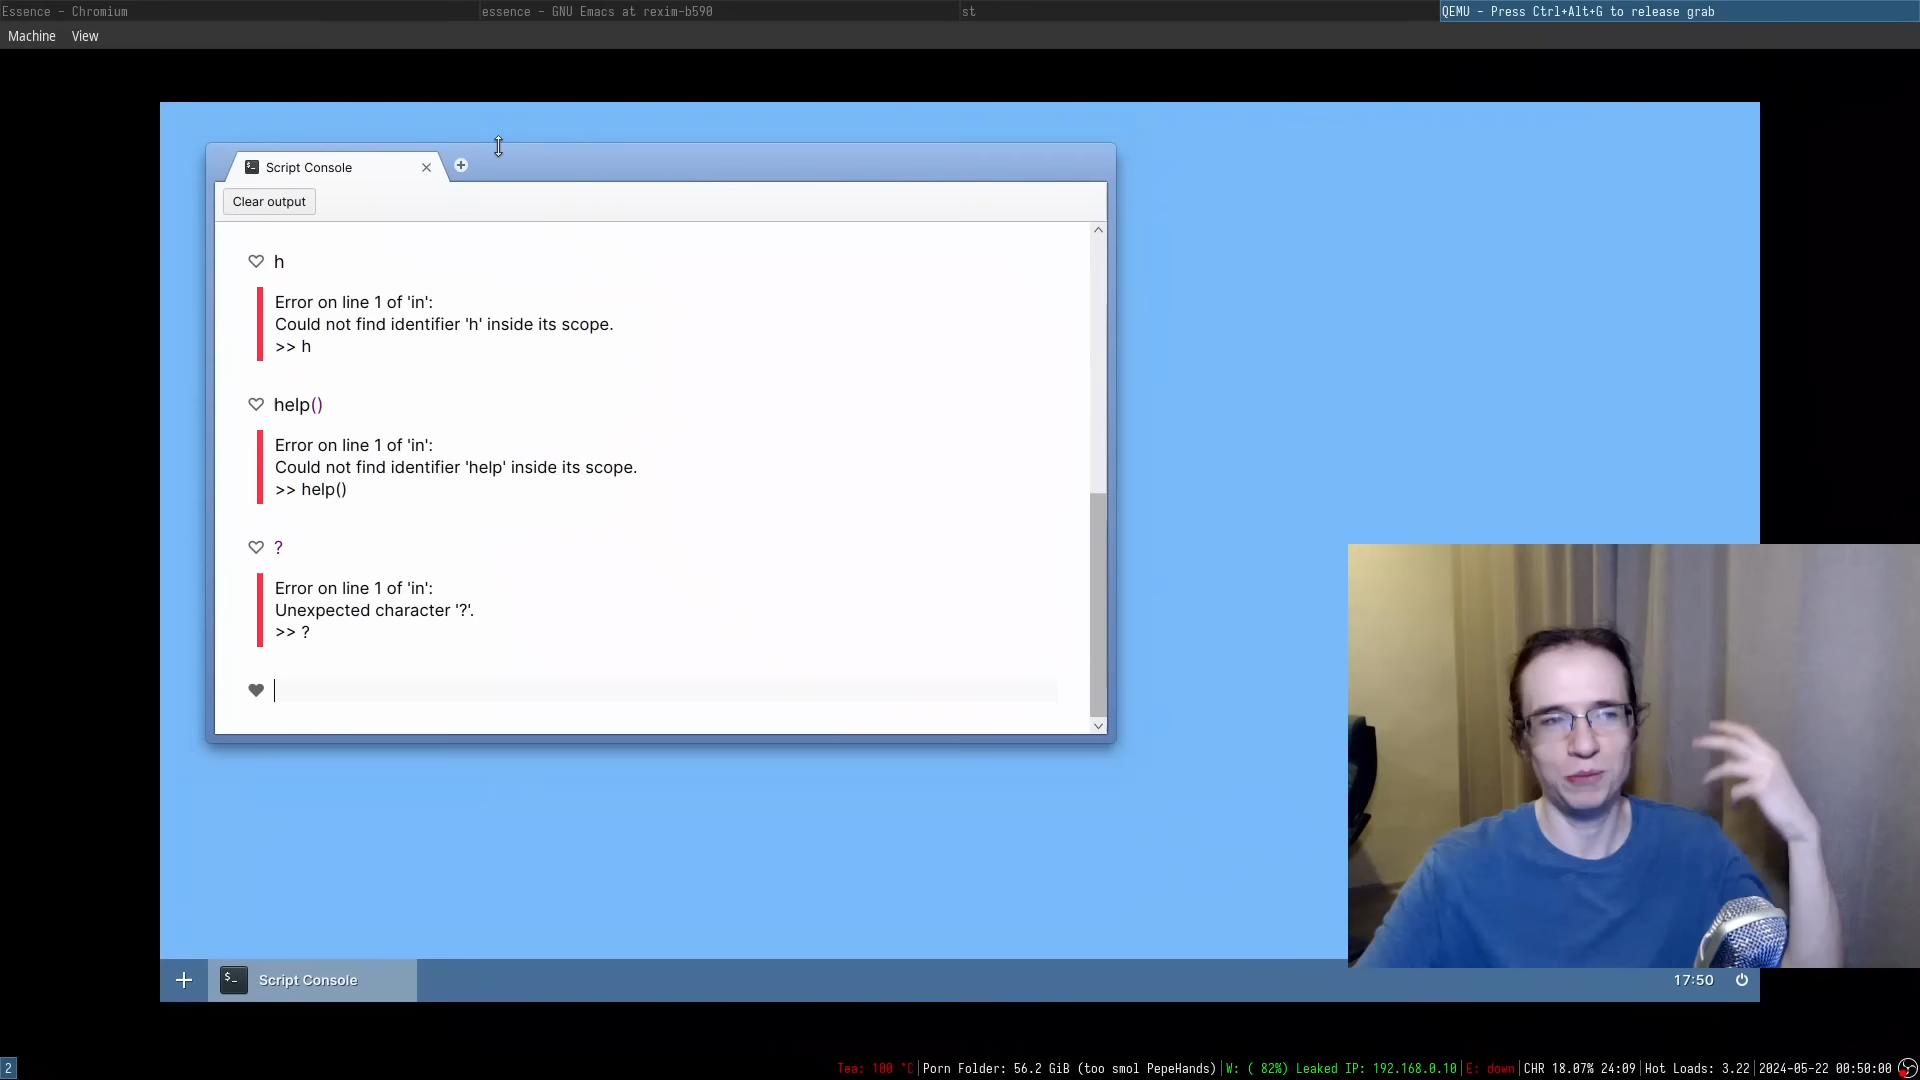 Essence - Chromium
essence - GNU Emacs at rexim-b590
st
QEMU - Press Ctrl+Alt+G to release grab
Machine
View
Script Console
Clear output
h
Error on line 1 of 'in':
Could not find identifier 'h' inside its scope.
>> h
help()
Error on line 1 of 'in':
Could not find identifier 'help' inside its scope.
>> help()
?
Error on line 1 of 'in':
Unexpected character '?'.
>> ?
Script Console
17:50
2
Tea: 100 °C|Porn Folder: 56.2 GiB (too smol PepeHands)|W: ( 82%) Leaked IP: 192.168.0.10|E: down|CHR 18.07% 24:09|Hot Loads: 3.22|2024-05-22 00:50:00